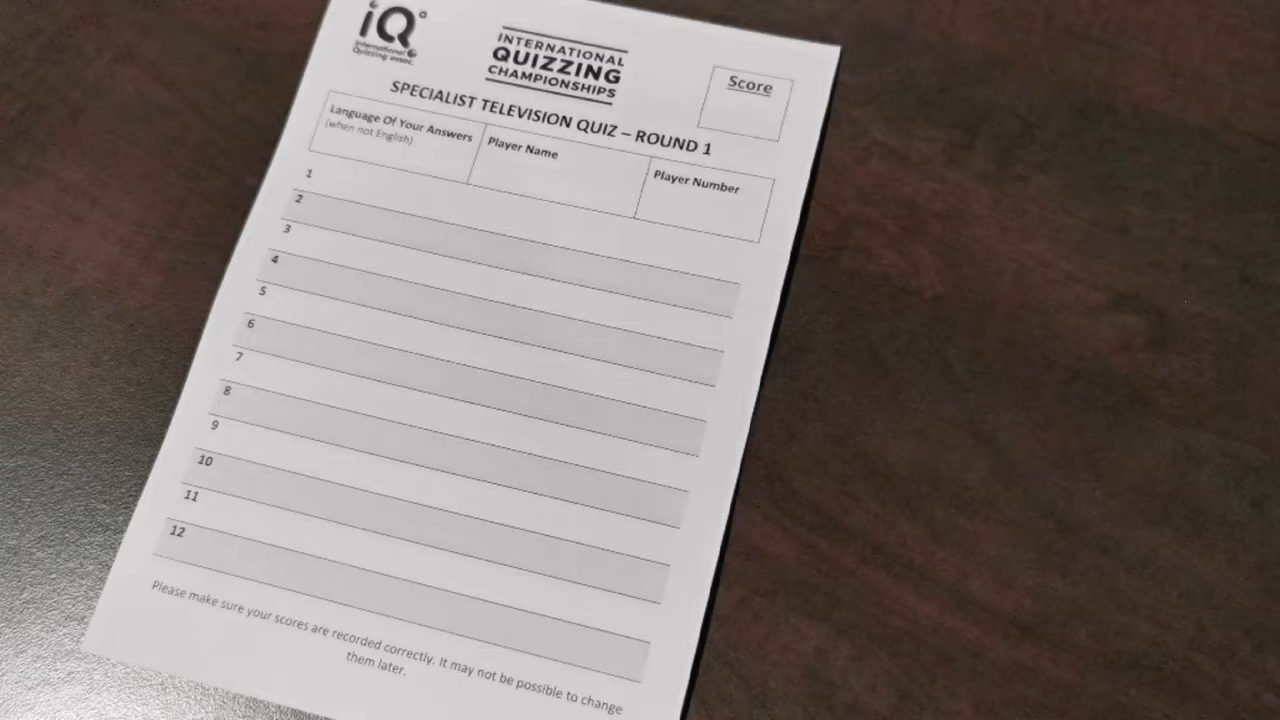 iQ
International
Quizzing assoc.
INTERNATIONAL
QUIZZING
CHAMPIONSHIPS
Score
SPECIALIST TELEVISION QUIZ – ROUND 1
Language Of Your Answers
(when not English)
Player Name
Player Number
1
2
3
4
5
6
7
8
9
10
11
12
Please make sure your scores are recorded correctly. It may not be possible to change
them later.